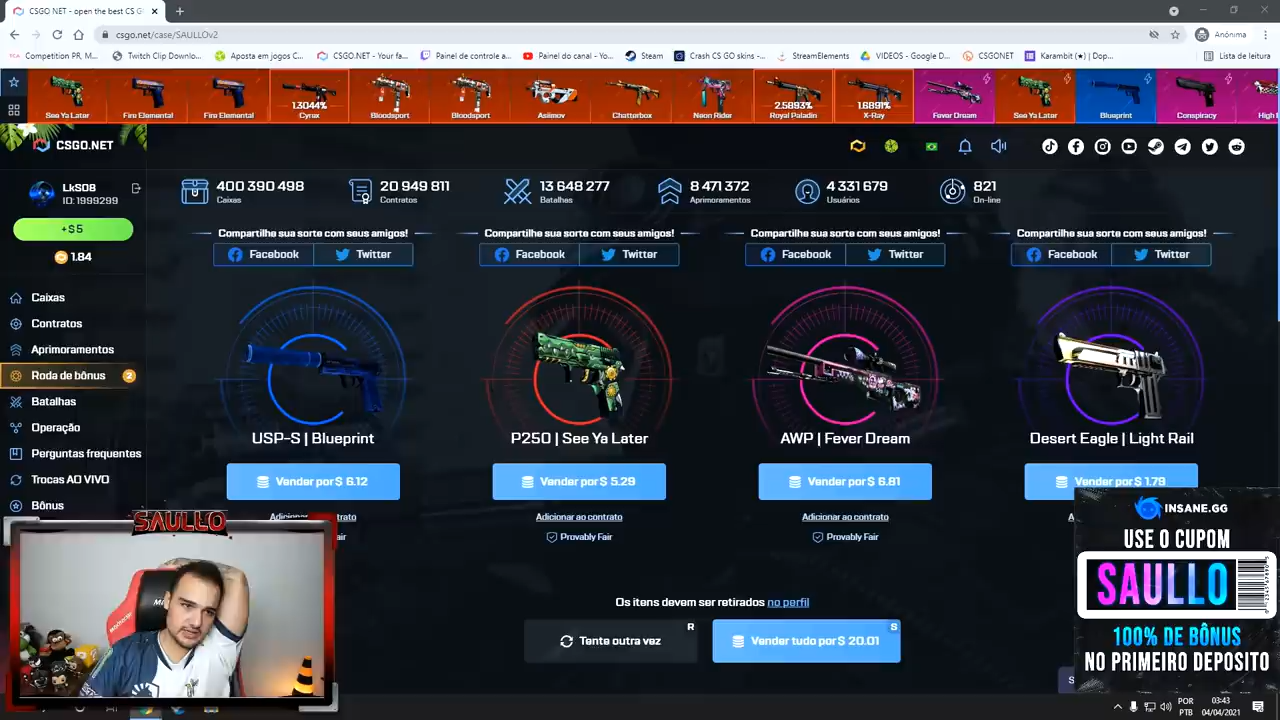 CSGO NET - open the best CS G
csgo.net/case/SAULLOv2
Anónima
Competition PR, M...
Twitch Clip Downlo...
Aposta em jogos C...
CSGO.NET - Your fa...
Painel de controle a...
Painel do canal - Yo...
Steam
Crash CS GO skins -...
StreamElements
VIDEOS - Google D...
CSGONET
Karambit (★) | Dop...
Lista de leitura
1.3044%
2.5893%
1.6891%
See Ya Later
Fire Elemental
Fire Elemental
Cyrex
Bloodsport
Bloodsport
Asiimov
Chatterbox
Neon Rider
Royal Paladin
X-Ray
Fever Dream
See Ya Later
Blueprint
Conspiracy
High
CSGO.NET
LkS08
ID: 1999299
+$5
1.84
400 390 498
Caixas
20 949 811
Contratos
13 648 277
Batalhas
8 471 372
Aprimoramentos
4 331 679
Usuários
821
On-line
Caixas
Contratos
Aprimoramentos
Roda de bônus
2
Batalhas
Operação
Perguntas frequentes
Trocas AO VIVO
Bônus
Compartilhe sua sorte com seus amigos!
Compartilhe sua sorte com seus amigos!
Compartilhe sua sorte com seus amigos!
Compartilhe sua sorte com seus amigos!
Facebook
Twitter
Facebook
Twitter
Facebook
Twitter
Facebook
Twitter
USP-S | Blueprint
P250 | See Ya Later
AWP | Fever Dream
Desert Eagle | Light Rail
Vender por $ 6.12
Vender por $ 5.29
Vender por $ 6.81
Vender por $ 1.79
Adicionar ao contrato
Adicionar ao contrato
Provably Fair
Provably Fair
Os itens devem ser retirados no perfil
Tente outra vez
R
Vender tudo por $ 20.01
S
SAULLO
INSANE.GG
USE O CUPOM
SAULLO
100% DE BÔNUS
NO PRIMEIRO DEPOSITO
POR
PTB
03:43
04/04/2021